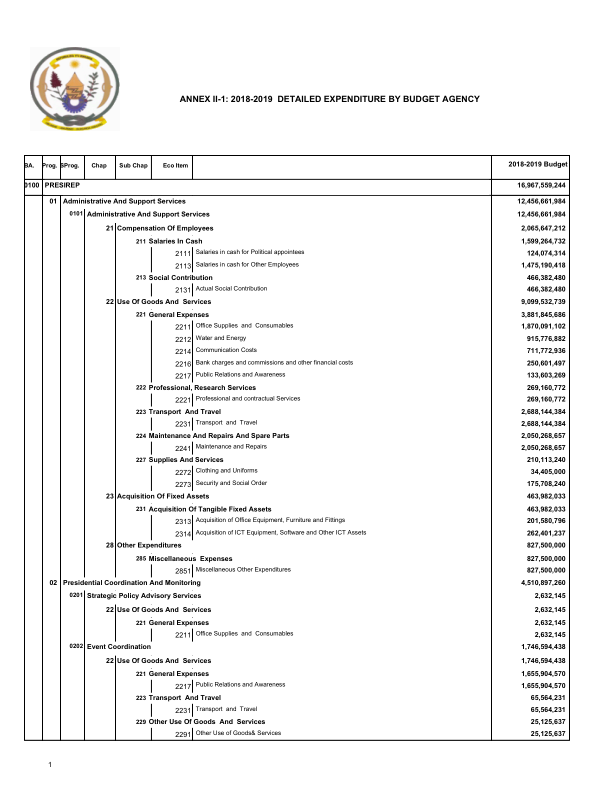 ANNEX II-1: 2018-2019 DETAILED EXPENDITURE BY BUDGET AGENCY
BA. Prog. SProg. Chap Sub Chap Eco Item 2018-2019 Budget
0100 PRESIREP 16,967,559,244
01 Administrative And Support Services 12,456,661,984
0101 Administrative And Support Services 12,456,661,984
21 Compensation Of Employees 2,065,647,212
211 Salaries In Cash 1,599,264,732
2111 Salaries in cash for Political appointees 124,074,314
2113 Salaries in cash for Other Employees 1,475,190,418
213 Social Contribution 466,382,480
2131 Actual Social Contribution 466,382,480
22 Use Of Goods And Services 9,099,532,739
221 General Expenses 3,881,845,686
2211 Office Supplies and Consumables 1,870,091,102
2212 Water and Energy 915,776,882
2214 Communication Costs 711,772,936
2216 Bank charges and commissions and other financial costs 250,601,497
2217 Public Relations and Awareness 133,603,269
222 Professional, Research Services 269,160,772
2221 Professional and contractual Services 269,160,772
223 Transport And Travel 2,688,144,384
2231 Transport and Travel 2,688,144,384
224 Maintenance And Repairs And Spare Parts 2,050,268,657
2241 Maintenance and Repairs 2,050,268,657
227 Supplies And Services 210,113,240
2272 Clothing and Uniforms 34,405,000
2273 Security and Social Order 175,708,240
23 Acquisition Of Fixed Assets 463,982,033
231 Acquisition Of Tangible Fixed Assets 463,982,033
2313 Acquisition of Office Equipment, Furniture and Fittings 201,580,796
2314 Acquisition of ICT Equipment, Software and Other ICT Assets 262,401,237
28 Other Expenditures 827,500,000
285 Miscellaneous Expenses 827,500,000
2851 Miscellaneous Other Expenditures 827,500,000
02 Presidential Coordination And Monitoring 4,510,897,260
0201 Strategic Policy Advisory Services 2,632,145
22 Use Of Goods And Services 2,632,145
221 General Expenses 2,632,145
2211 Office Supplies and Consumables 2,632,145
0202 Event Coordination 1,746,594,438
22 Use Of Goods And Services 1,746,594,438
221 General Expenses 1,655,904,570
2217 Public Relations and Awareness 1,655,904,570
223 Transport And Travel 65,564,231
2231 Transport and Travel 65,564,231
229 Other Use Of Goods And Services 25,125,637
2291 Other Use of Goods& Services 25,125,637
1